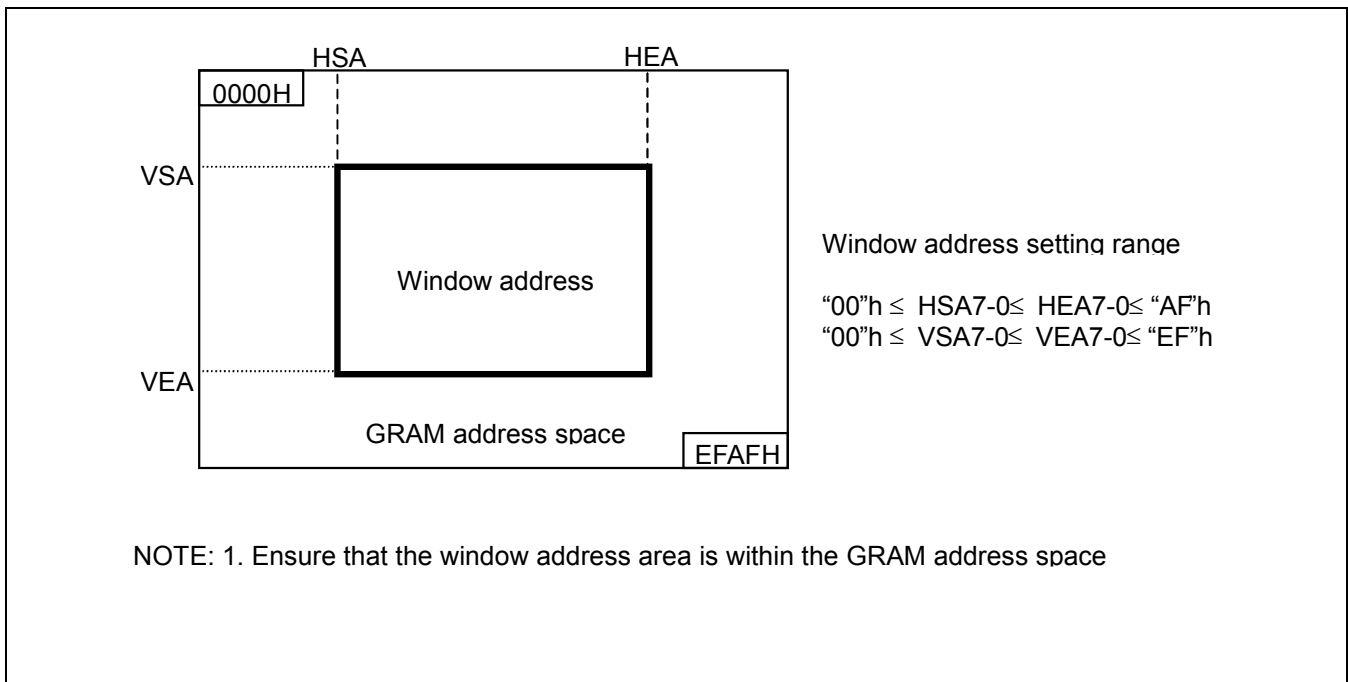 HSA HEA
0000H
VSA
Window address
Window address setting range
“00”h ≤ HSA7-0≤ HEA7-0≤ “AF”h
“00”h ≤ VSA7-0≤ VEA7-0≤ “EF”h
VEA
GRAM address space
EFAFH
NOTE: 1. Ensure that the window address area is within the GRAM address space